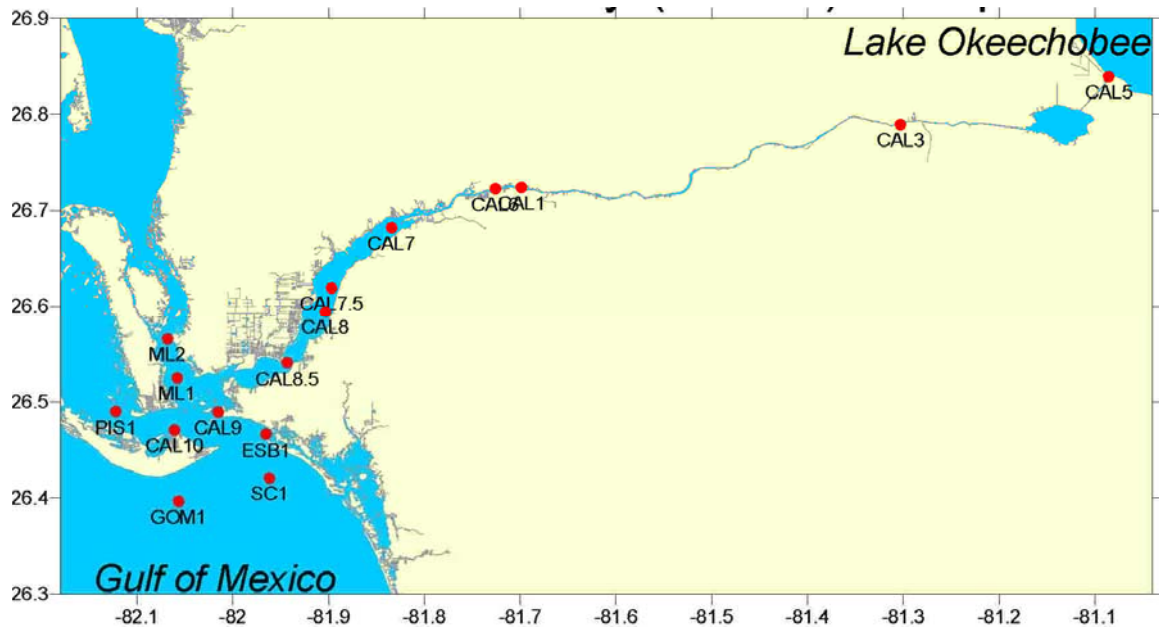 26.9
Lake Okeechobee
CAL5
26.8
CAL3
26.7
CAL6
CAL1
CAL7
26.6
CAL7.5
CAL8
ML2
CAL8.5
ML1
26.5
PIS1
CAL10
CAL9
ESB1
SC1
26.4
GOM1
Gulf of Mexico
26.3
-82.1 -82 -81.9 -81.8 -81.7 -81.6 -81.5 -81.4 -81.3 -81.2 -81.1